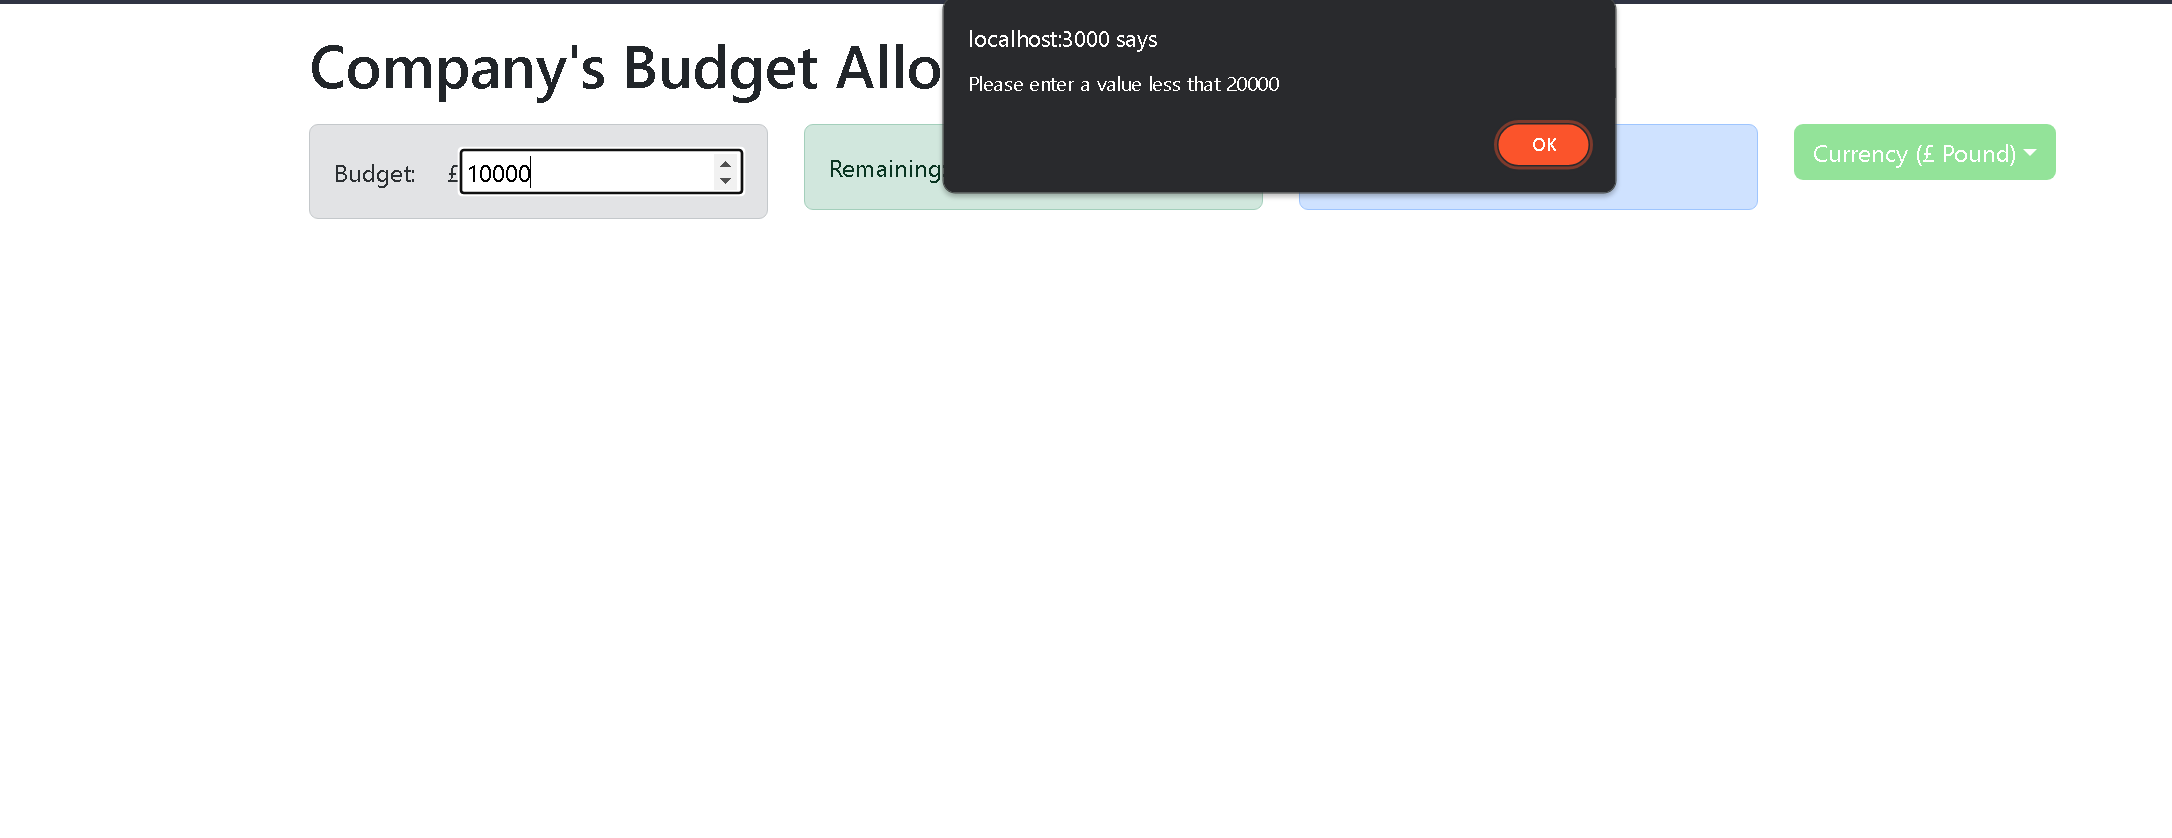 localhost:3000 says
Please enter a value less that 20000
OK
Company's Budget Allo
Budget: £ 10000
Remaining
Currency (£ Pound)